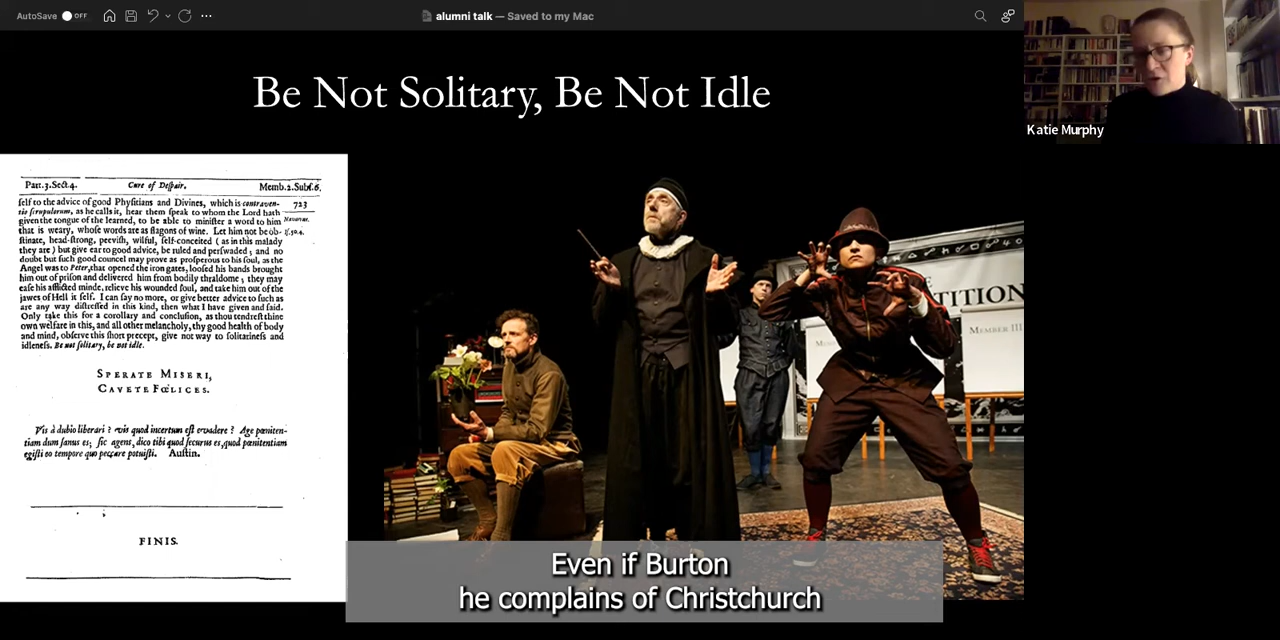 AutoSave OFF
alumni talk — Saved to my Mac
Katie Murphy
Be Not Solitary, Be Not Idle
Part.3.Sect.4. Cure of Despair. Memb.2.Subs.6.
self to the advice of good Physitians and Divines, which is contraven-
723
tio scrupulorum, as he calls it, hear them speak to whom the Lord hath
given the tongue of the learned, to be able to minister a word to him
that is weary, whose words are as flagons of wine. Let him not be ob-
stinate, head-strong, peevish, wilful, self-conceited (as in this malady
they are) but give ear to good advice, be ruled and perswaded; and no
doubt but such good councel may prove as prosperous to his soul, as the
Angel was to Peter, that opened the iron gates, loosed his bands brought
him out of prison and delivered him from bodily thraldome; they may
ease his afflicted minde, relieve his wounded soul, and take him out of the
jawes of Hell it self. I can say no more, or give better advice to such as
are any way distressed in this kind, then what I have given and said.
Only take this for a corollary and conclusion, as thou tendrest thine
own welfare in this, and all other melancholy, thy good health of body
and mind, observe this short precept, give not way to solitariness and
idleness. Be not solitary, be not idle.
SPERATE MISERI,
CAVETE FŒLICES.
Vis à dubio liberari? vis quod incertum est evadere? Age pœniten-
tiam dum sanus es; sic agens, dico tibi quod securus es, quod pœnitentiam
egisti eo tempore quo peccare potuisti. Austin.
FINIS.
TITION
MEMBER III
Even if Burton
he complains of Christchurch